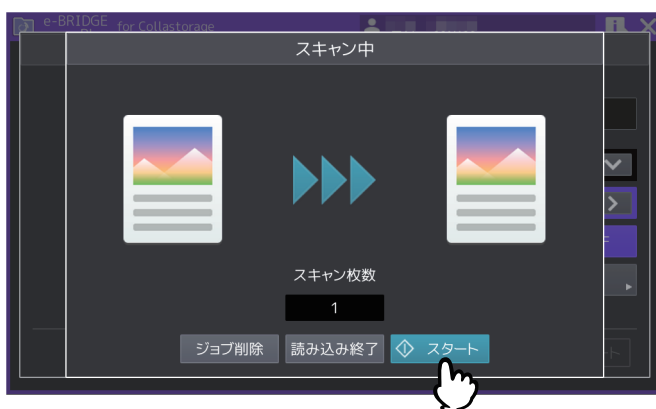 e-BRIDGE
for Collastorage
スキャン中
スキャン枚数
1
ジョブ削除 読み込み終了 スタート